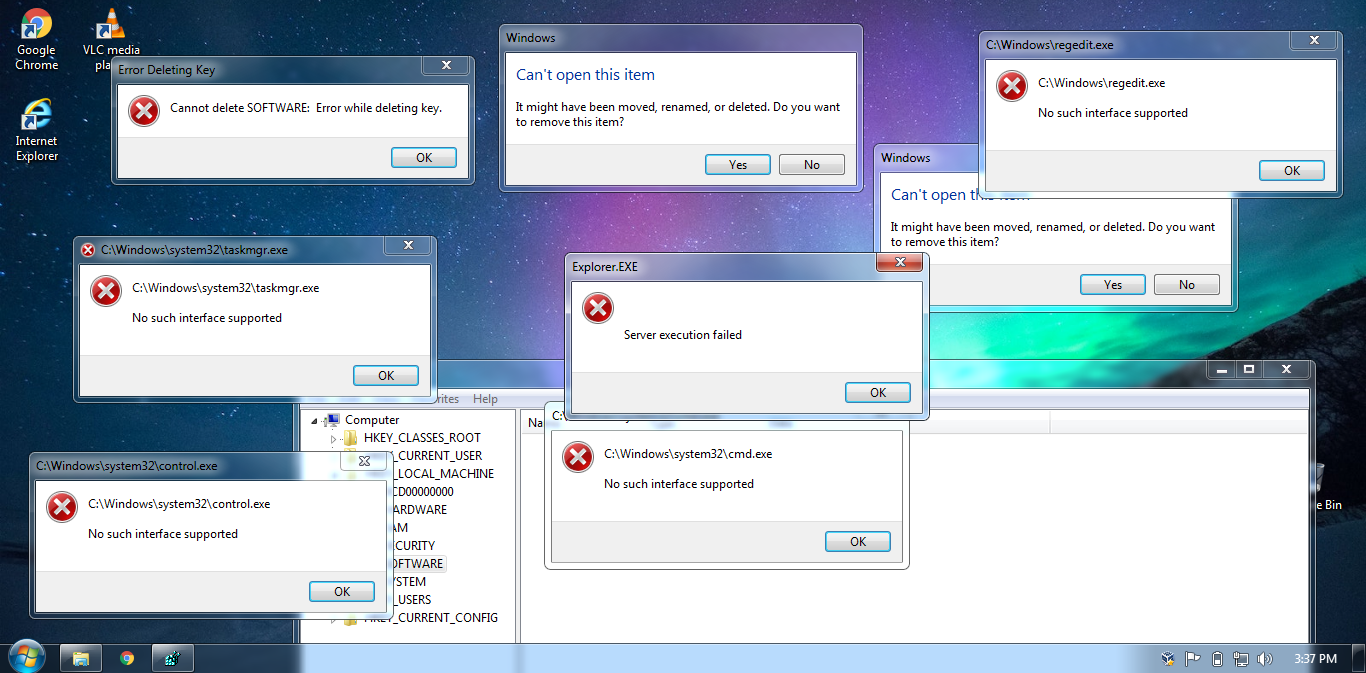 Google
Chrome
VLC media
Internet
Explorer
Error Deleting Key
Cannot delete SOFTWARE: Error while deleting key.
OK
Windows
Can't open this item
It might have been moved, renamed, or deleted. Do you want
to remove this item?
Yes
No
C:\Windows\regedit.exe
C:\Windows\regedit.exe
No such interface supported
OK
Windows
Can't open this item
It might have been moved, renamed, or deleted. Do you want
to remove this item?
Yes
No
C:\Windows\system32\taskmgr.exe
C:\Windows\system32\taskmgr.exe
No such interface supported
OK
Explorer.EXE
Server execution failed
OK
Help
Computer
HKEY_CLASSES_ROOT
_CURRENT_USER
_LOCAL_MACHINE
CD00000000
ARDWARE
AM
CURITY
OFTWARE
YSTEM
_USERS
HKEY_CURRENT_CONFIG
C:\Windows\system32\control.exe
C:\Windows\system32\control.exe
No such interface supported
OK
C:\Windows\system32\cmd.exe
No such interface supported
OK
e Bin
3:37 PM